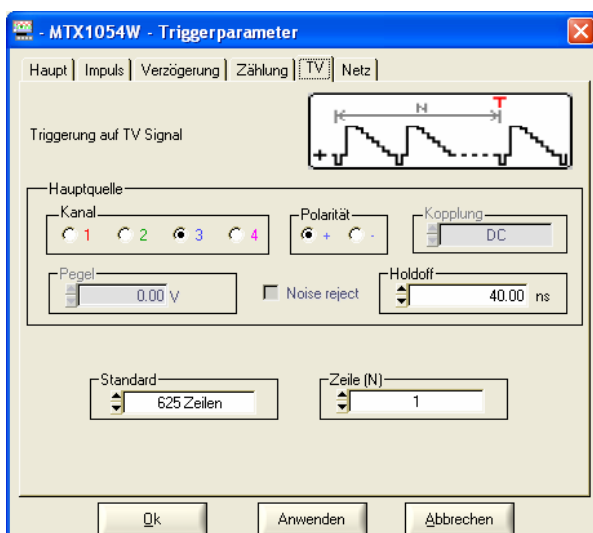 - MTX1054W - Triggerparameter
Haupt Impuls Verzögerung Zählung TV Netz
Triggerung auf TV Signal
N T
+
Hauptquelle
Kanal Polarität Kopplung
1 2 3 4 + - DC
Pegel Holdoff
0.00 V Noise reject 40.00 ns
Standard Zeile (N)
625 Zeilen 1
Ok Anwenden Abbrechen